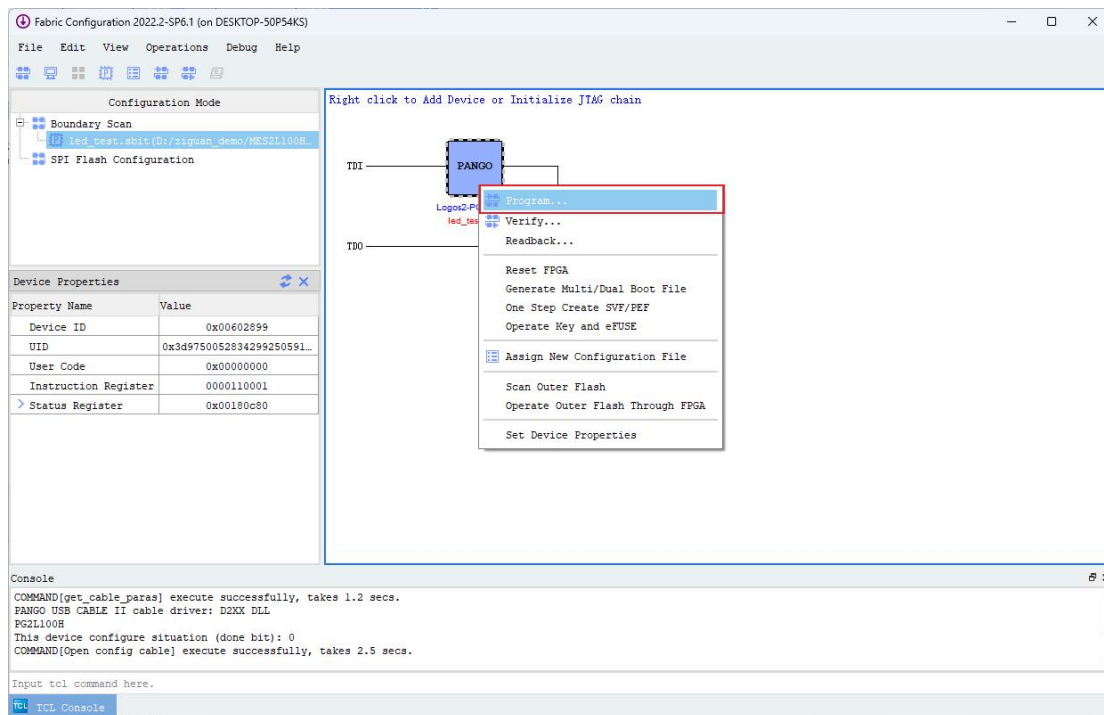 Fabric Configuration 2022.2-SP6.1 (on DESKTOP-50P54KS)
File Edit View Operations Debug Help
Configuration Mode
Boundary Scan
led_test.sbit(D:/ziguan_demo/MES2L100H...
SPI Flash Configuration
Device Properties
Property Name Value
Device ID 0x00602899
UID 0x3d9750052834299250591...
User Code 0x00000000
Instruction Register 0000110001
Status Register 0x00180c80
Right click to Add Device or Initialize JTAG chain
TDI
PANGO
Logos2-PG
led_tes
TDO
Program...
Verify...
Readback...
Reset FPGA
Generate Multi/Dual Boot File
One Step Create SVF/PEF
Operate Key and eFUSE
Assign New Configuration File
Scan Outer Flash
Operate Outer Flash Through FPGA
Set Device Properties
Console
COMMAND[get_cable_paras] execute successfully, takes 1.2 secs.
PANGO USB CABLE II cable driver: D2XX DLL
PG2L100H
This device configure situation (done bit): 0
COMMAND[Open config cable] execute successfully, takes 2.5 secs.
Input tcl command here.
TCL TCL Console